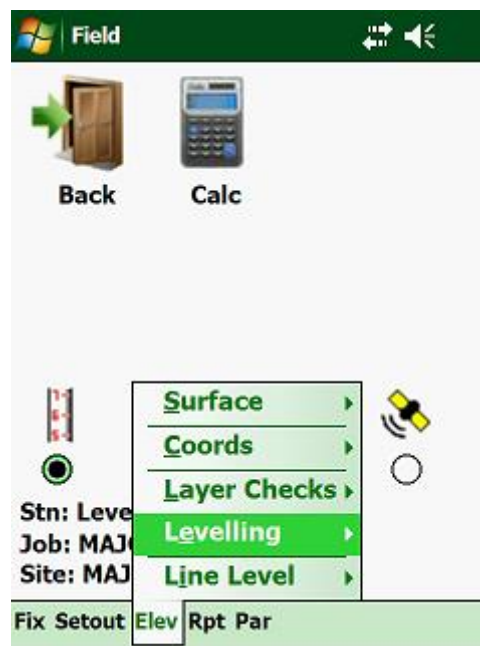 Field
Back Calc
Surface
Coords
Layer Checks
Levelling
Line Level
Stn: Leve
Job: MAJ
Site: MAJ
Fix Setout Elev Rpt Par